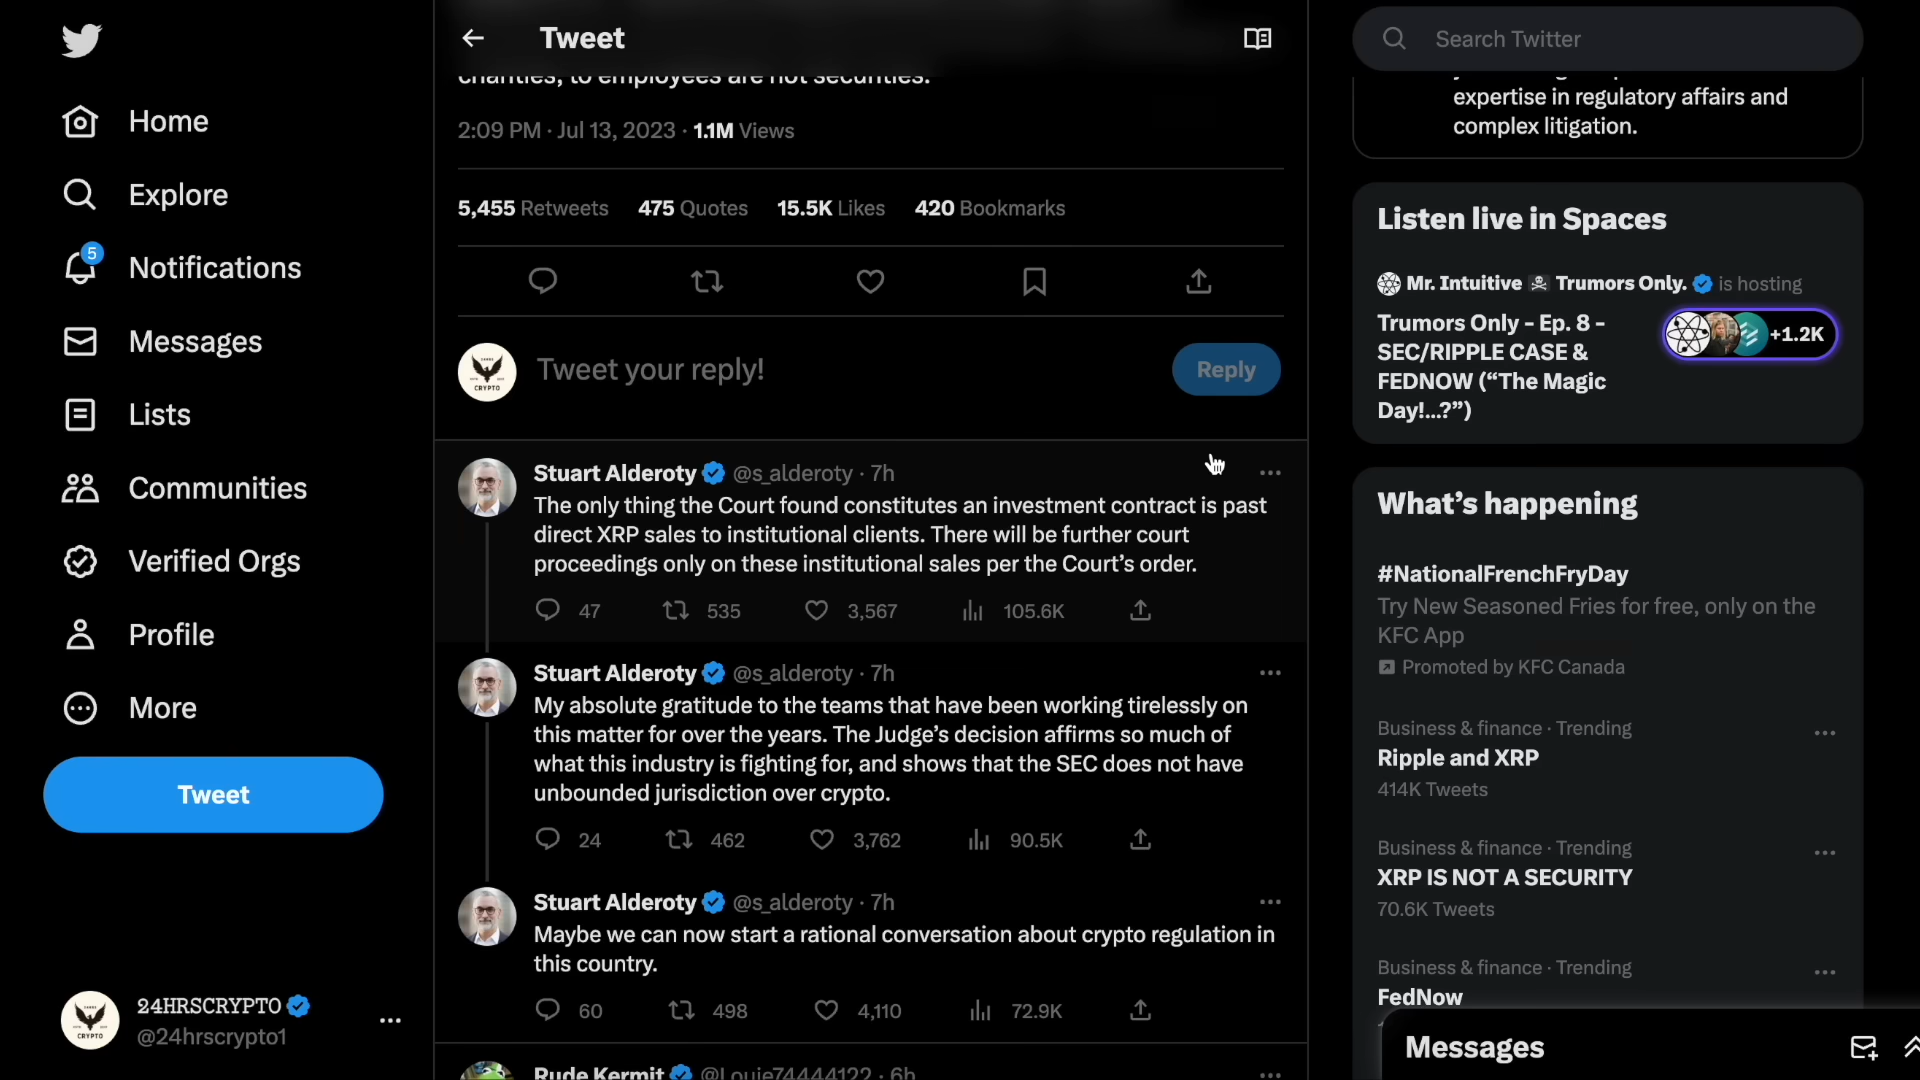 Home
Explore
5
Notifications
Messages
Lists
Communities
Verified Orgs
Profile
More
Tweet
24HRSCRYPTO
@24hrscrypto1
Tweet
charities, to employees are not securities.
2:09 PM · Jul 13, 2023 · 1.1M Views
5,455 Retweets 475 Quotes 15.5K Likes 420 Bookmarks
CRYPTO
Tweet your reply!
Reply
Stuart Alderoty @s_alderoty · 7h
The only thing the Court found constitutes an investment contract is past
direct XRP sales to institutional clients. There will be further court
proceedings only on these institutional sales per the Court's order.
47 535 3,567 105.6K
Stuart Alderoty @s_alderoty · 7h
My absolute gratitude to the teams that have been working tirelessly on
this matter for over the years. The Judge's decision affirms so much of
what this industry is fighting for, and shows that the SEC does not have
unbounded jurisdiction over crypto.
24 462 3,762 90.5K
Stuart Alderoty @s_alderoty · 7h
Maybe we can now start a rational conversation about crypto regulation in
this country.
60 498 4,110 72.9K
Rude Kermit @Louie74444122 · 6h
Search Twitter
expertise in regulatory affairs and
complex litigation.
Listen live in Spaces
Mr. Intuitive ☠ Trumors Only. is hosting
Trumors Only - Ep. 8 -
SEC/RIPPLE CASE &
FEDNOW ("The Magic
Day!...?")
+1.2K
What's happening
#NationalFrenchFryDay
Try New Seasoned Fries for free, only on the
KFC App
Promoted by KFC Canada
Business & finance · Trending
Ripple and XRP
414K Tweets
Business & finance · Trending
XRP IS NOT A SECURITY
70.6K Tweets
Business & finance · Trending
FedNow
Messages